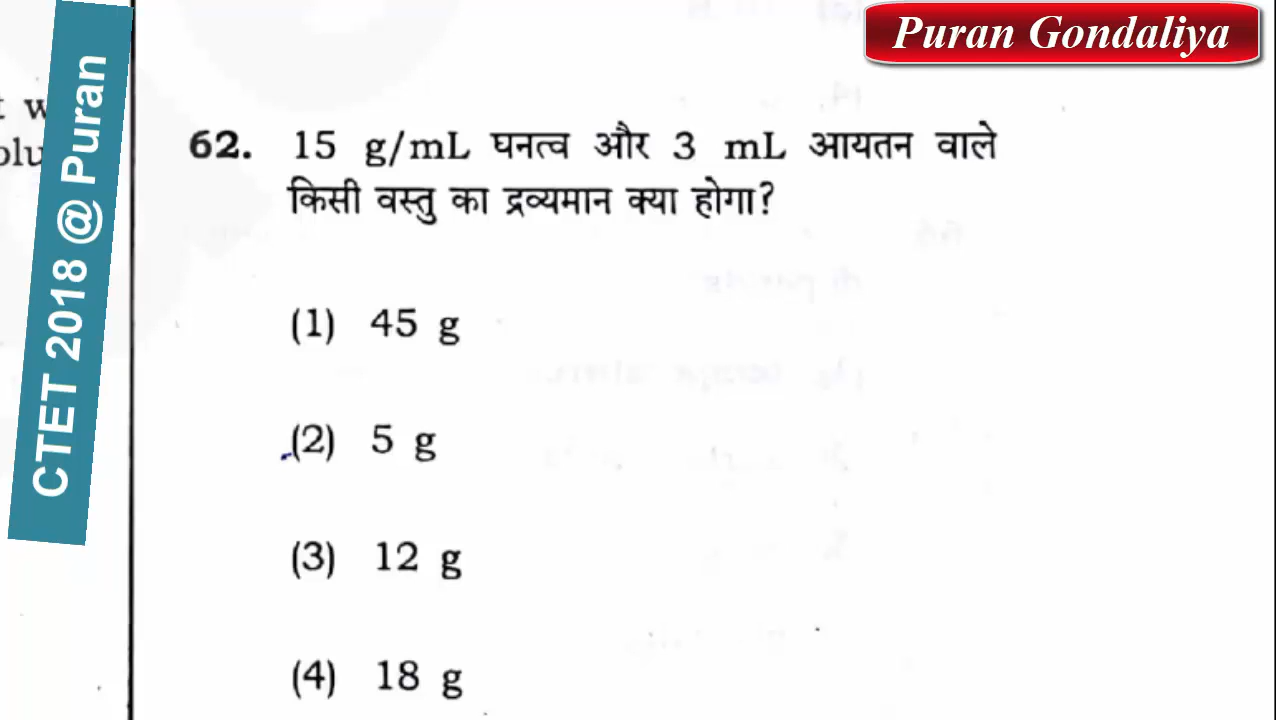 Puran Gondaliya
CTET 2018 @ Puran
62. 15 g/mL घनत्व और 3 mL आयतन वाले
किसी वस्तु का द्रव्यमान क्या होगा?
(1) 45 g
(2) 5 g
(3) 12 g
(4) 18 g